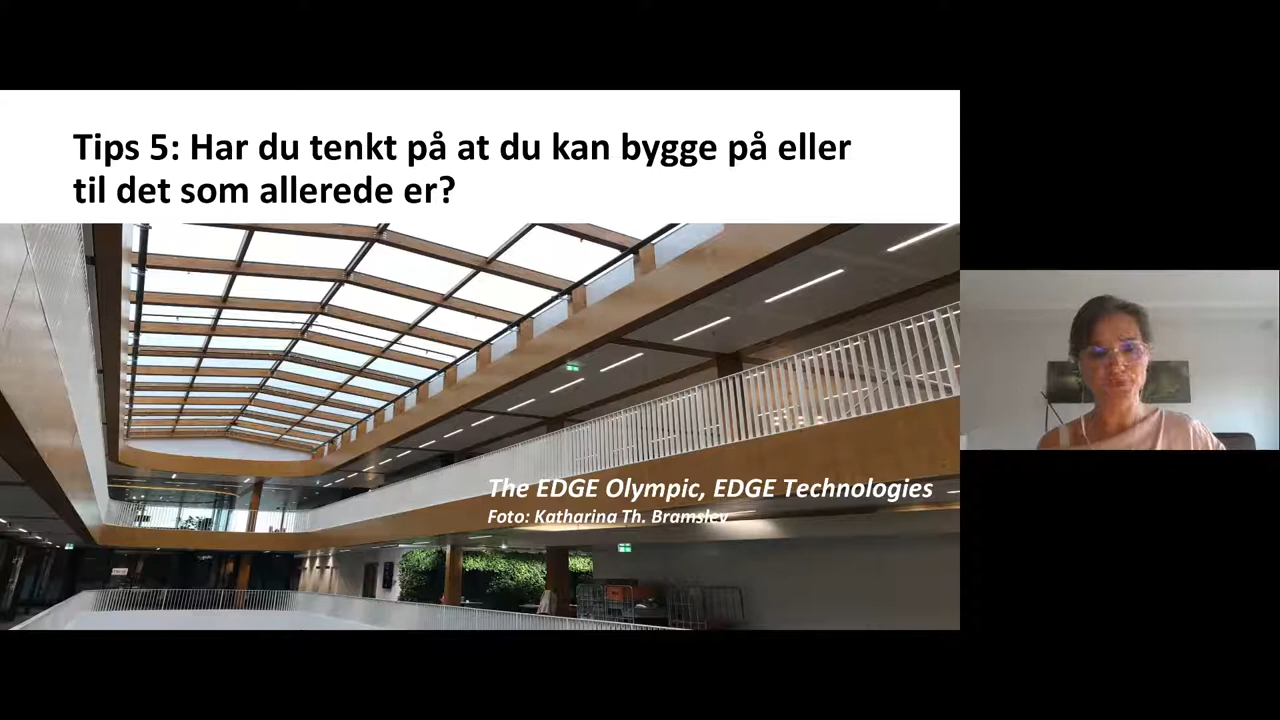 Tips 5: Har du tenkt på at du kan bygge på eller
til det som allerede er?
The EDGE Olympic, EDGE Technologies
Foto: Katharina Th. Bramslev